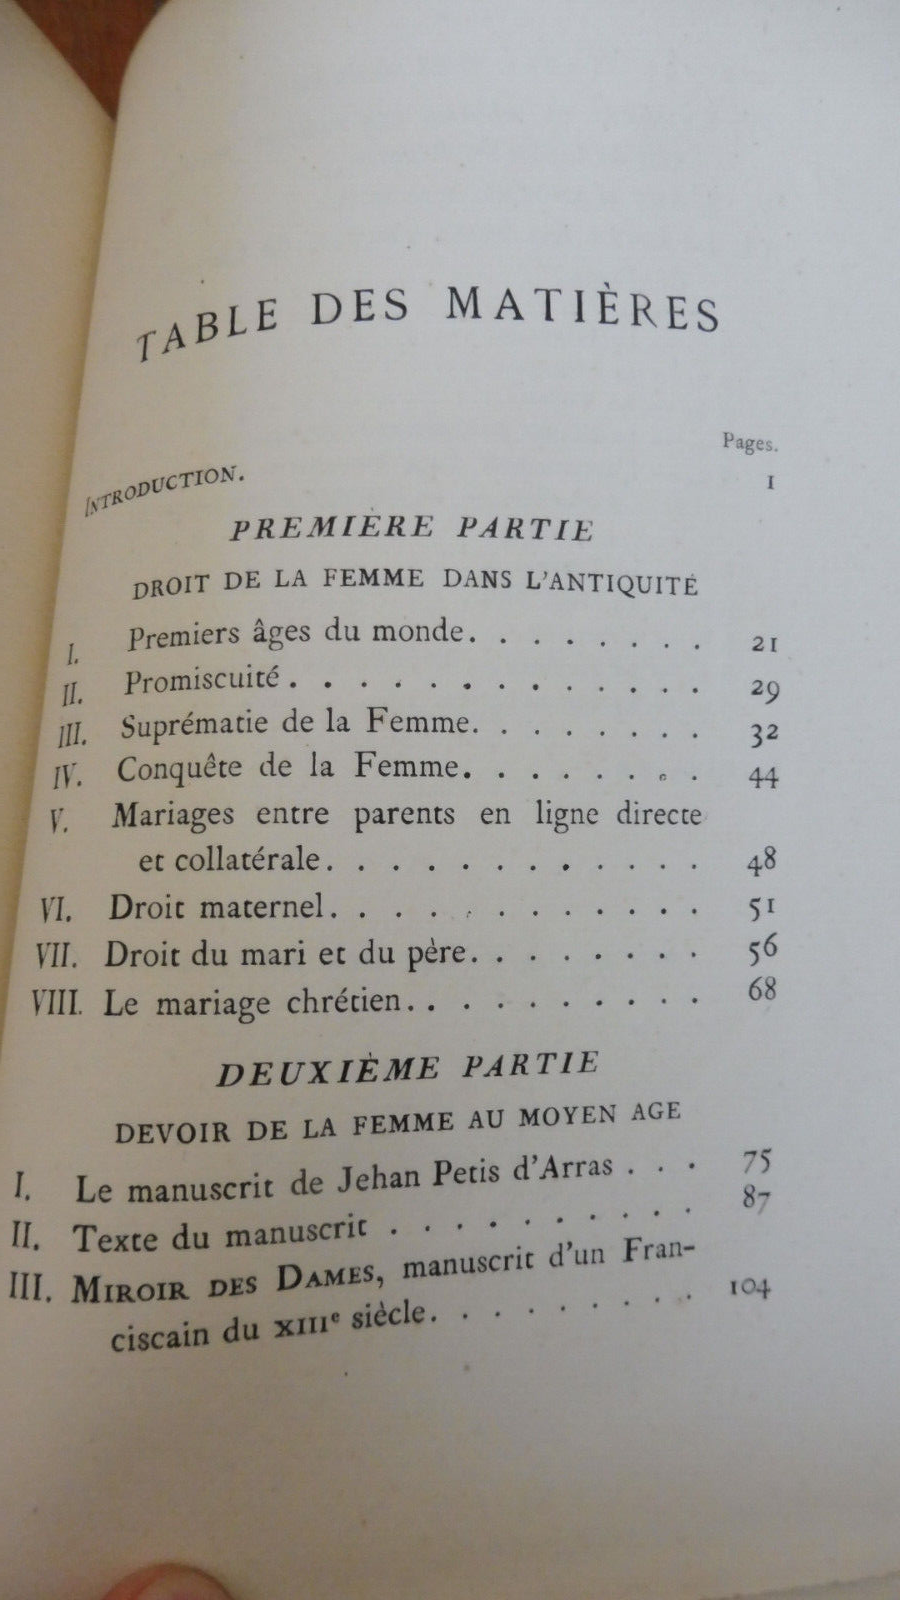 TABLE DES MATIÈRES
Pages.
INTRODUCTION. 1
PREMIÈRE PARTIE
DROIT DE LA FEMME DANS L'ANTIQUITÉ
I. Premiers âges du monde. . . . . . . . 21
II. Promiscuité . . . . . . . . . . . . . 29
III. Suprématie de la Femme. . . . . . . . 32
IV. Conquête de la Femme. . . . . . . . 44
V. Mariages entre parents en ligne directe
et collatérale. . . . . . . . . . . . 48
VI. Droit maternel. . . . . . . . . . . . 51
VII. Droit du mari et du père. . . . . . . . 56
VIII. Le mariage chrétien. . . . . . . . . . 68
DEUXIÈME PARTIE
DEVOIR DE LA FEMME AU MOYEN AGE
I. Le manuscrit de Jehan Petis d'Arras . . . 75
II. Texte du manuscrit . . . . . . . . . . 87
III. MIROIR DES DAMES, manuscrit d'un Fran-
ciscain du XIIIe siècle. . . . . . . . . 104